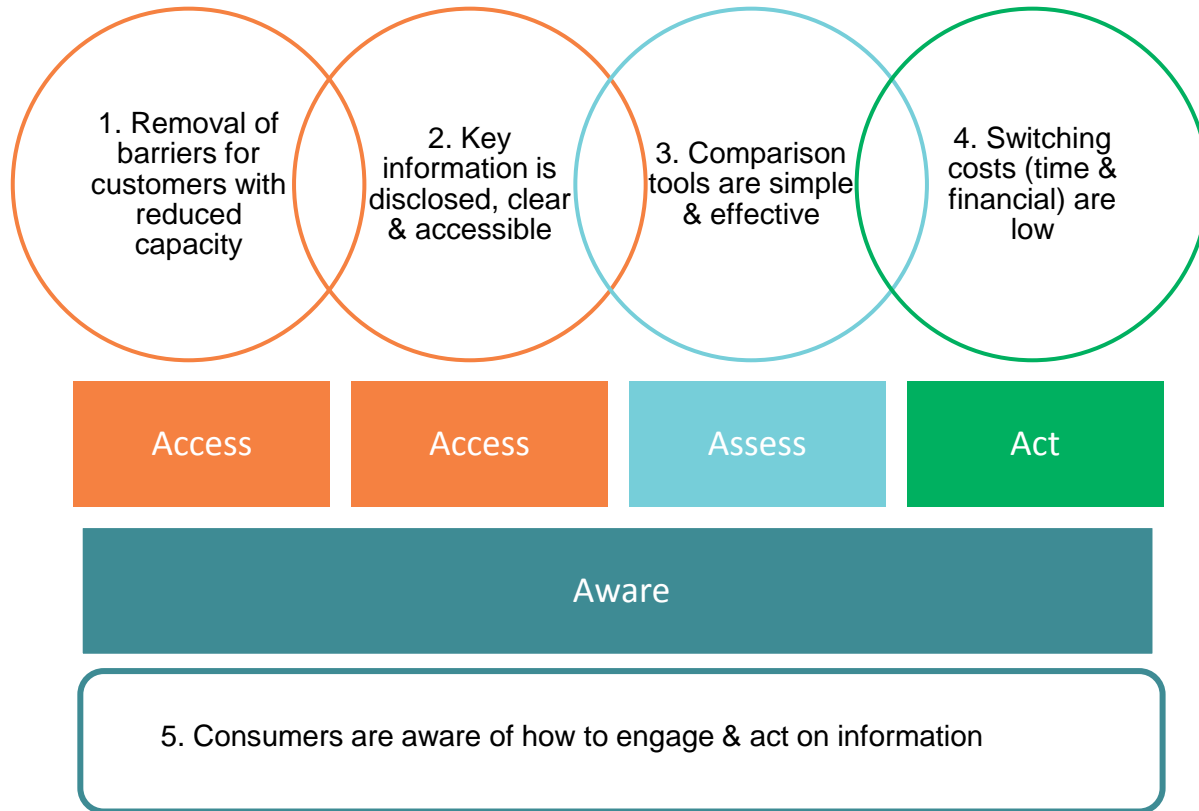 1. Removal of
barriers for
customers with
reduced
capacity
2. Key
information is
disclosed, clear
& accessible
3. Comparison
tools are simple
& effective
4. Switching
costs (time &
financial) are
low
Access
Access
Assess
Act
Aware
5. Consumers are aware of how to engage & act on information